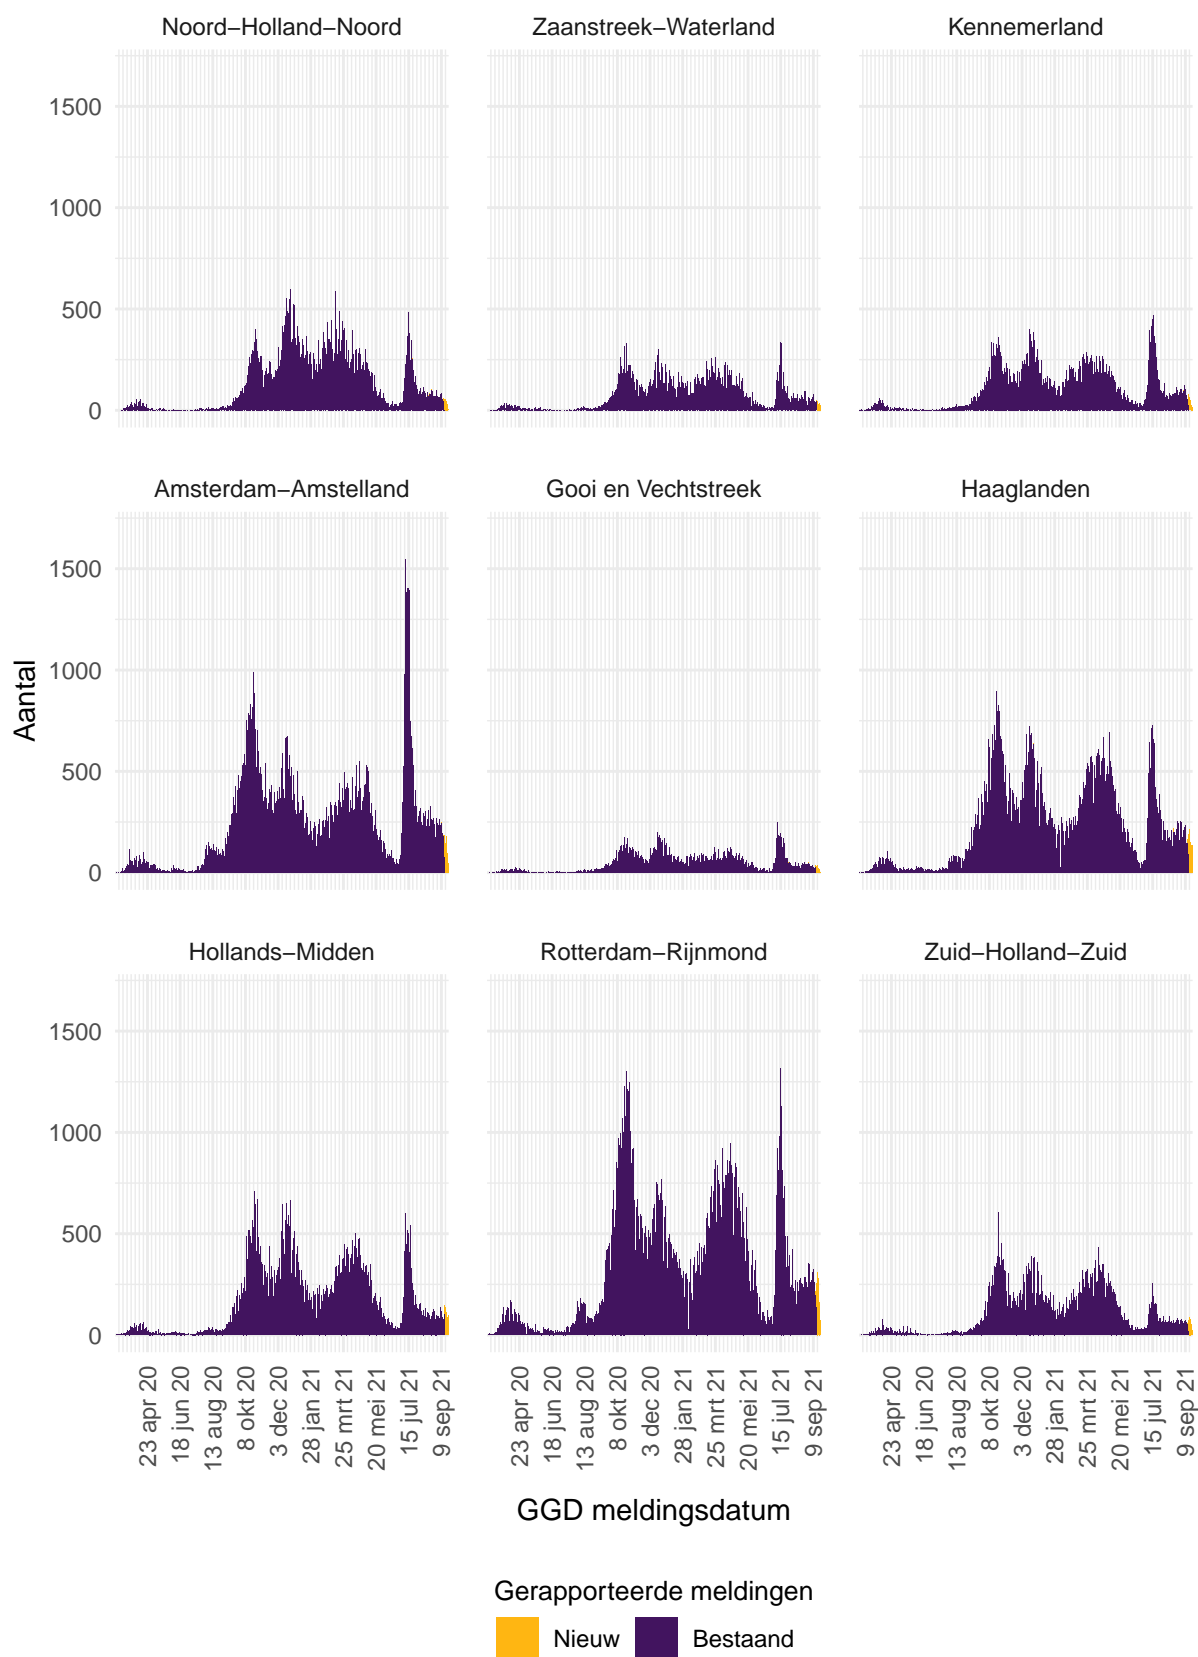 Noord–Holland–Noord
Zaanstreek–Waterland
Kennemerland
1500
1000
500
0
Amsterdam–Amstelland
Gooi en Vechtstreek
Haaglanden
1500
1000
500
0
Aantal
Hollands–Midden
Rotterdam–Rijnmond
Zuid–Holland–Zuid
1500
1000
500
0
23 apr 20
18 jun 20
13 aug 20
8 okt 20
3 dec 20
28 jan 21
25 mrt 21
20 mei 21
15 jul 21
9 sep 21
23 apr 20
18 jun 20
13 aug 20
8 okt 20
3 dec 20
28 jan 21
25 mrt 21
20 mei 21
15 jul 21
9 sep 21
23 apr 20
18 jun 20
13 aug 20
8 okt 20
3 dec 20
28 jan 21
25 mrt 21
20 mei 21
15 jul 21
9 sep 21
GGD meldingsdatum
Gerapporteerde meldingen
Nieuw
Bestaand